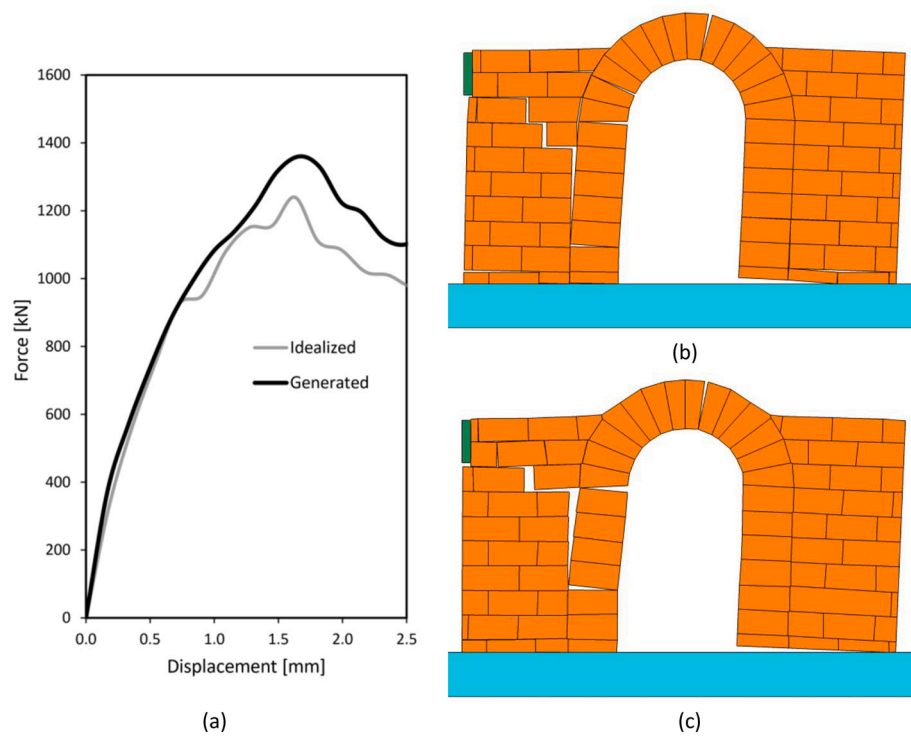 1600
1400
1200
1000
800
600
400
200
0
Force [kN]
Idealized
Generated
0.0 0.5 1.0 1.5 2.0 2.5
Displacement [mm]
(a)
(b)
(c)